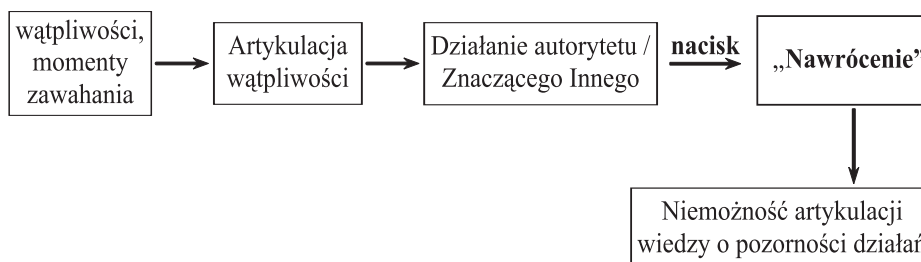 wątpliwości,
momenty
zawahania
Artykulacja
wątpliwości
Działanie autorytetu /
Znaczącego Innego
nacisk
„Nawrócenie”
Niemożność artykulacji
wiedzy o pozorności działań